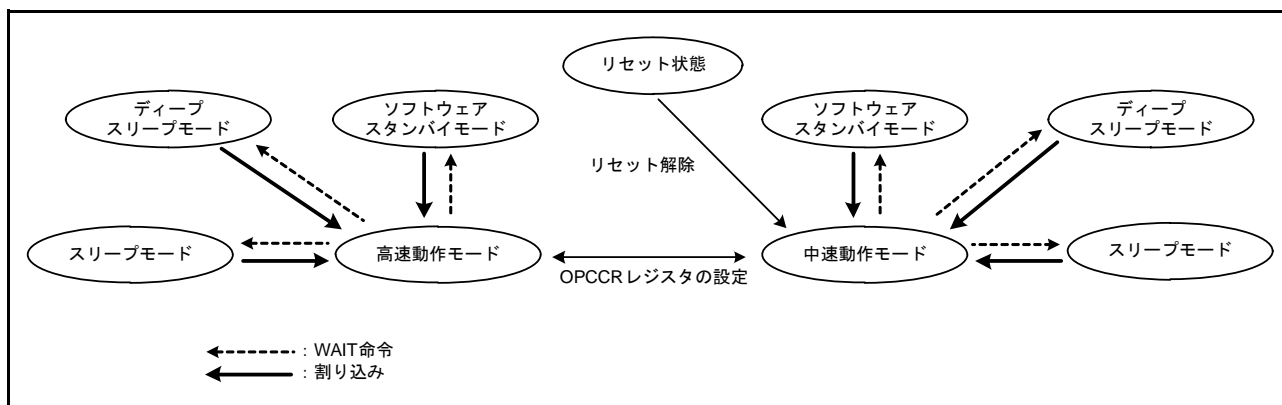 リセット状態
ディープ
スリープモード
ソフトウェア
スタンバイモード
ソフトウェア
スタンバイモード
ディープ
スリープモード
リセット解除
スリープモード
高速動作モード
中速動作モード
スリープモード
OPCCRレジスタの設定
：WAIT命令
：割り込み